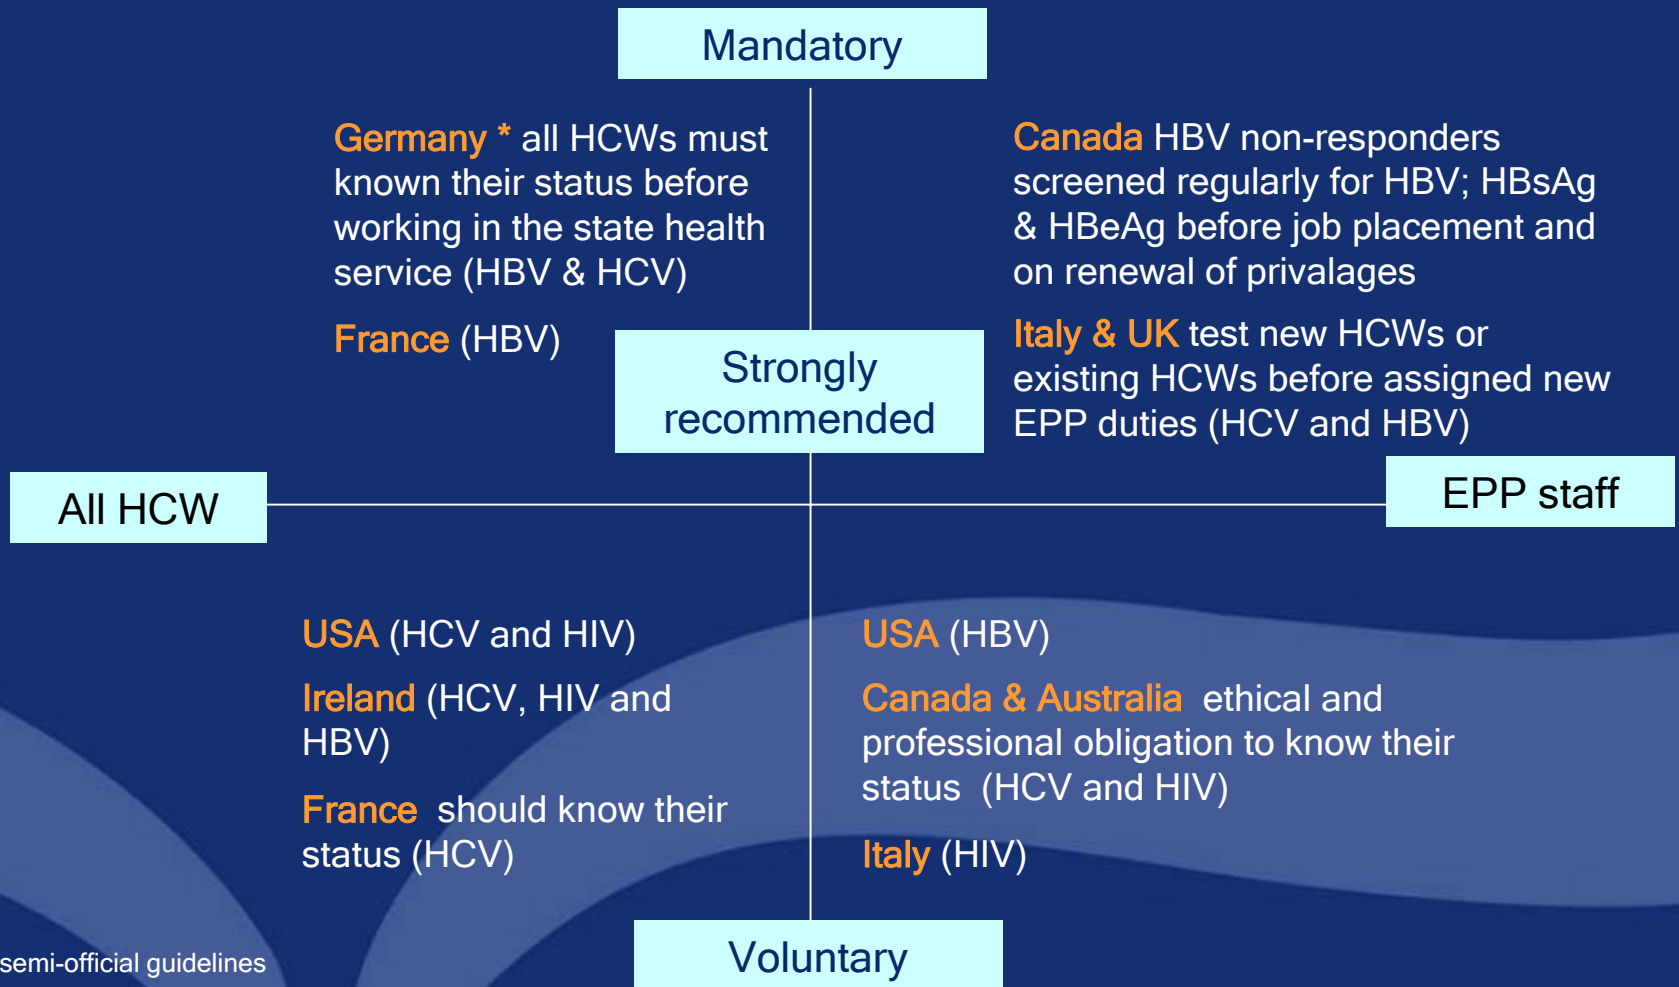 Mandatory
Germany * all HCWs must
known their status before
working in the state health
service (HBV & HCV)
France (HBV)
Canada HBV non-responders
screened regularly for HBV; HBsAg
& HBeAg before job placement and
on renewal of privalages
Italy & UK test new HCWs or
existing HCWs before assigned new
EPP duties (HCV and HBV)
Strongly
recommended
All HCW
EPP staff
USA (HCV and HIV)
Ireland (HCV, HIV and
HBV)
France should know their
status (HCV)
USA (HBV)
Canada & Australia ethical and
professional obligation to know their
status (HCV and HIV)
Italy (HIV)
Voluntary
semi-official guidelines